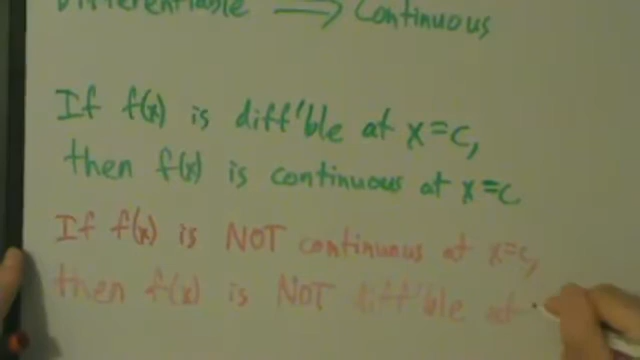 Differentiable ⟹ Continuous
If f(x) is diff'ble at x=c,
then f(x) is continuous at x=c
If f(x) is NOT continuous at x=c,
then f(x) is NOT diff'ble at